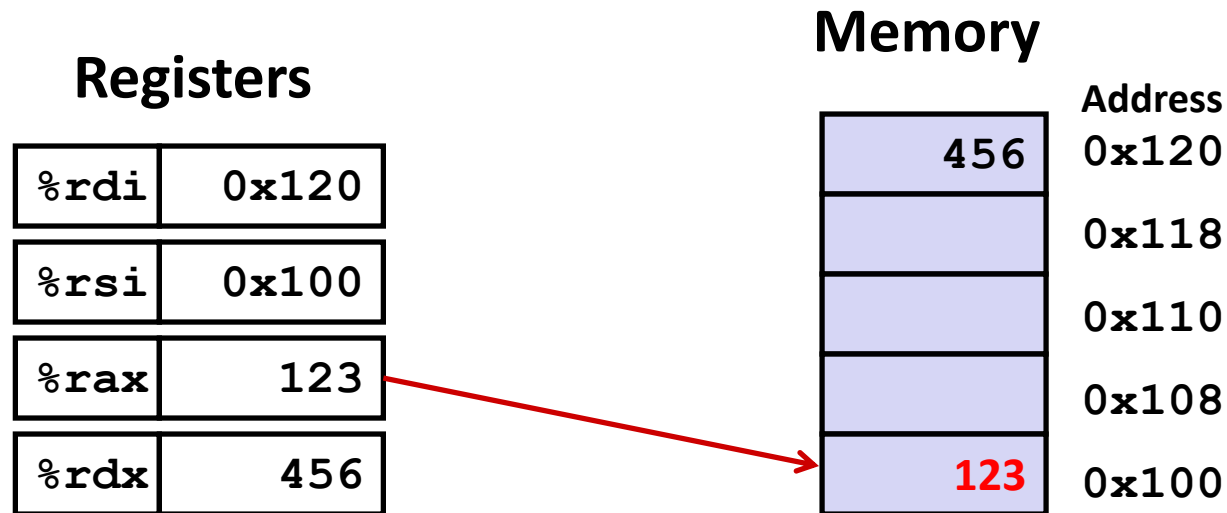 Registers
%rdi 0x120
%rsi 0x100
%rax 123
%rdx 456
Memory
Address
456 0x120
0x118
0x110
0x108
123 0x100